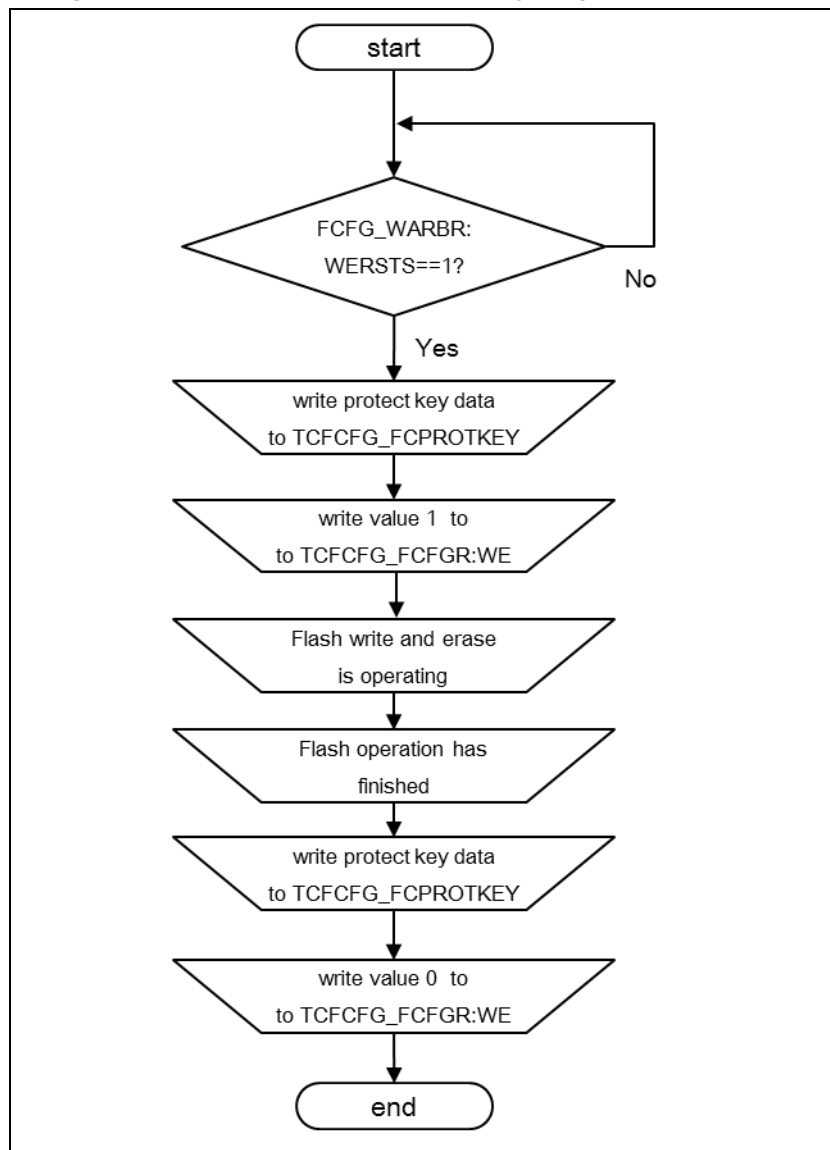 start
FCFG_WARBR:
WERSTS==1?
No
Yes
write protect key data
to TCFCFG_FCPROTKEY
write value 1 to
to TCFCFG_FCFGR:WE
Flash write and erase
is operating
Flash operation has
finished
write protect key data
to TCFCFG_FCPROTKEY
write value 0 to
to TCFCFG_FCFGR:WE
end